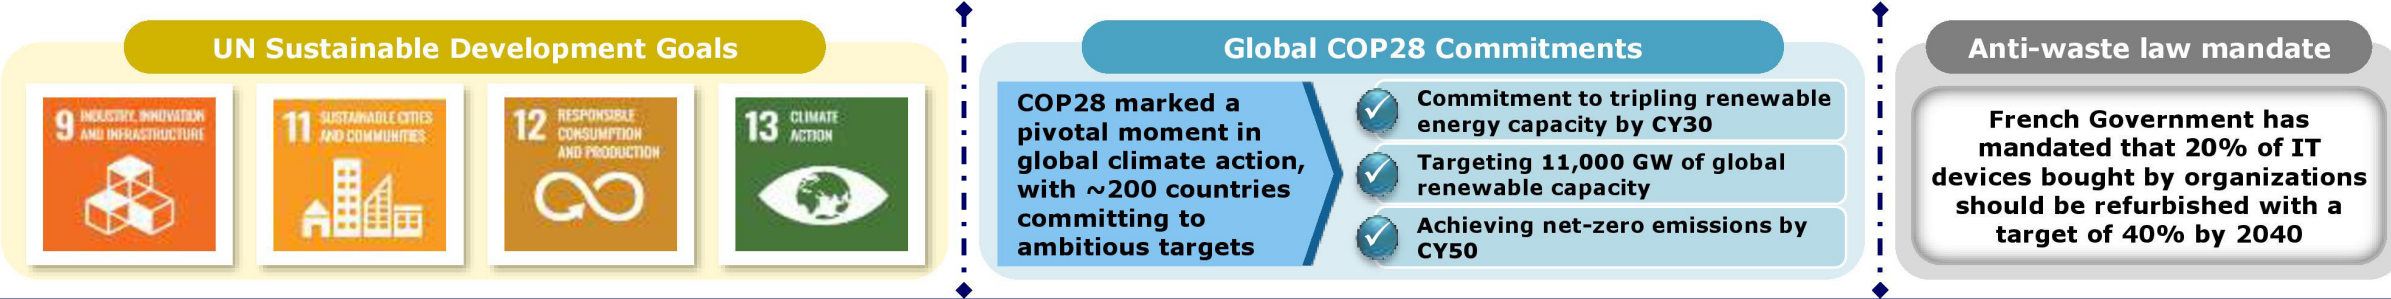 UN Sustainable Development Goals
9 INDUSTRY, INNOVATION
AND INFRASTRUCTURE
11 SUSTAINABLE CITIES
AND COMMUNITIES
12 RESPONSIBLE
CONSUMPTION
AND PRODUCTION
13 CLIMATE
ACTION
Global COP28 Commitments
COP28 marked a
pivotal moment in
global climate action,
with ~200 countries
committing to
ambitious targets
Commitment to tripling renewable
energy capacity by CY30
Targeting 11,000 GW of global
renewable capacity
Achieving net-zero emissions by
CY50
Anti-waste law mandate
French Government has
mandated that 20% of IT
devices bought by organizations
should be refurbished with a
target of 40% by 2040